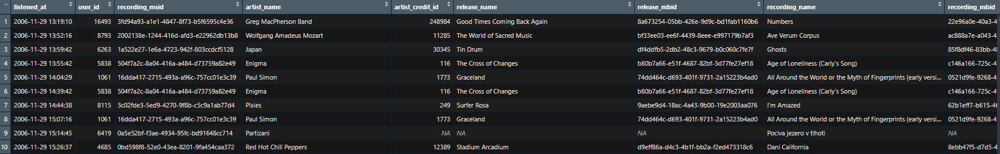 listened_at user_id recording_msid artist_name artist_credit_id release_name release_mbid recording_name recording_mbid
1 2006-11-29 13:19:10 16493 3fd94a93-a1e1-4847-8f73-b5f6595c4e36 Greg MacPherson Band 248984 Good Times Coming Back Again 8a673254-05bb-426e-9d9c-bd1fab1160b6 Numbers 22e96a0e-40a3-4
2 2006-11-29 13:52:16 8793 2002138e-1244-416d-afd3-e22962db13b8 Wolfgang Amadeus Mozart 11285 The World of Sacred Music bf33ee03-ee6f-4439-8eee-e997179b7af3 Ave Verum Corpus ac888a7e-a043-4
3 2006-11-29 13:59:42 6263 1a522e27-1e6a-4723-942f-803ccdcf5128 Japan 30345 Tin Drum df4ddfb5-2db2-48c3-9679-b0c060c7fe7f Ghosts 85f8df46-83bb-4
4 2006-11-29 13:55:42 5838 504f7a2c-8a04-416a-a484-d73759a82e49 Enigma 116 The Cross of Changes b80b7a66-e51f-4687-82bf-3d77fe27ef18 Age of Loneliness (Carly's Song) c146a166-725c-4
5 2006-11-29 14:04:29 1061 16dda417-2715-493a-a96c-757cc01e3c39 Paul Simon 1773 Graceland 74dd464c-d693-401f-9731-2a15223b4ad0 All Around the World or the Myth of Fingerprints (early versi... 0521d9fe-9268-4
6 2006-11-29 14:39:42 5838 504f7a2c-8a04-416a-a484-d73759a82e49 Enigma 116 The Cross of Changes b80b7a66-e51f-4687-82bf-3d77fe27ef18 Age of Loneliness (Carly's Song) c146a166-725c-4
7 2006-11-29 14:44:38 8115 3c02fde3-5ed9-4270-9f8b-c5c9a1ab77d4 Pixies 249 Surfer Rosa 9aebe9d4-18ac-4a43-9b00-19e2003aa076 I'm Amazed 62b1eff7-b615-4
8 2006-11-29 15:07:16 1061 16dda417-2715-493a-a96c-757cc01e3c39 Paul Simon 1773 Graceland 74dd464c-d693-401f-9731-2a15223b4ad0 All Around the World or the Myth of Fingerprints (early versi... 0521d9fe-9268-4
9 2006-11-29 15:14:45 6419 0a5e52bf-f3ae-4934-95fc-bd91648cc714 Partizani NA NA NA Pociva jezero v tihoti NA
10 2006-11-29 15:26:37 4685 0bd598f8-52e0-43ea-8201-9fa454caa372 Red Hot Chili Peppers 12389 Stadium Arcadium d9eff86a-d4c3-4b1f-bb2a-f2ed473318c6 Dani California 8ebb47f5-d7d5-4